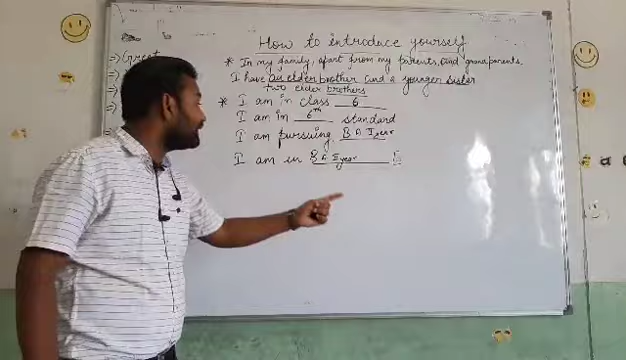 How to introduce yourself
=) Great
* In my family, apart from my parents, and grandparents,
I have an elder brother and a younger sister
two elder brothers
* I am in class 6
I am in 6th standard
I am pursuing B A I year
I am in B A I year